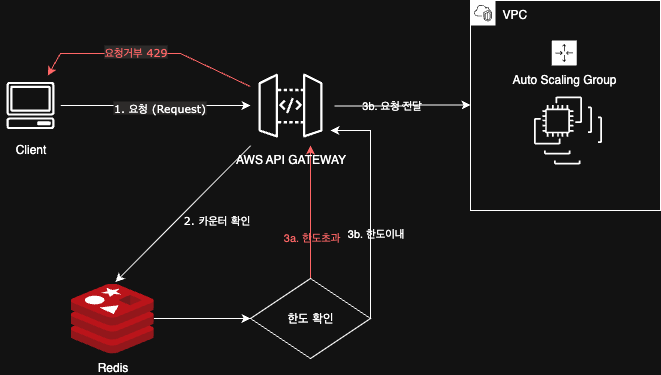 VPC
요청거부 429
Auto Scaling Group
1. 요청 (Request)
3b. 요청 전달
Client
AWS API GATEWAY
2. 카운터 확인
3a. 한도초과
3b. 한도이내
한도 확인
Redis